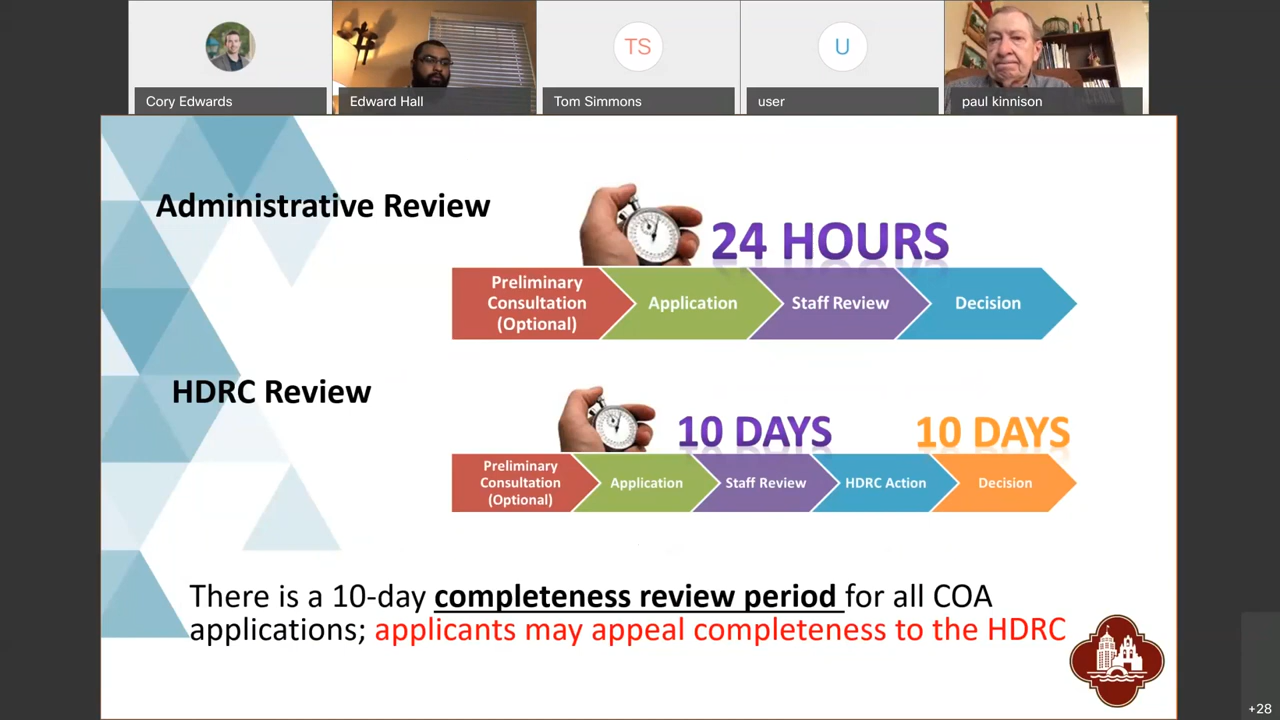 Cory Edwards
Edward Hall
TS
Tom Simmons
U
user
paul kinnison
Administrative Review
24 HOURS
Preliminary
Consultation
(Optional)
Application
Staff Review
Decision
HDRC Review
10 DAYS
10 DAYS
Preliminary
Consultation
(Optional)
Application
Staff Review
HDRC Action
Decision
There is a 10-day completeness review period for all COA
applications; applicants may appeal completeness to the HDRC
+28